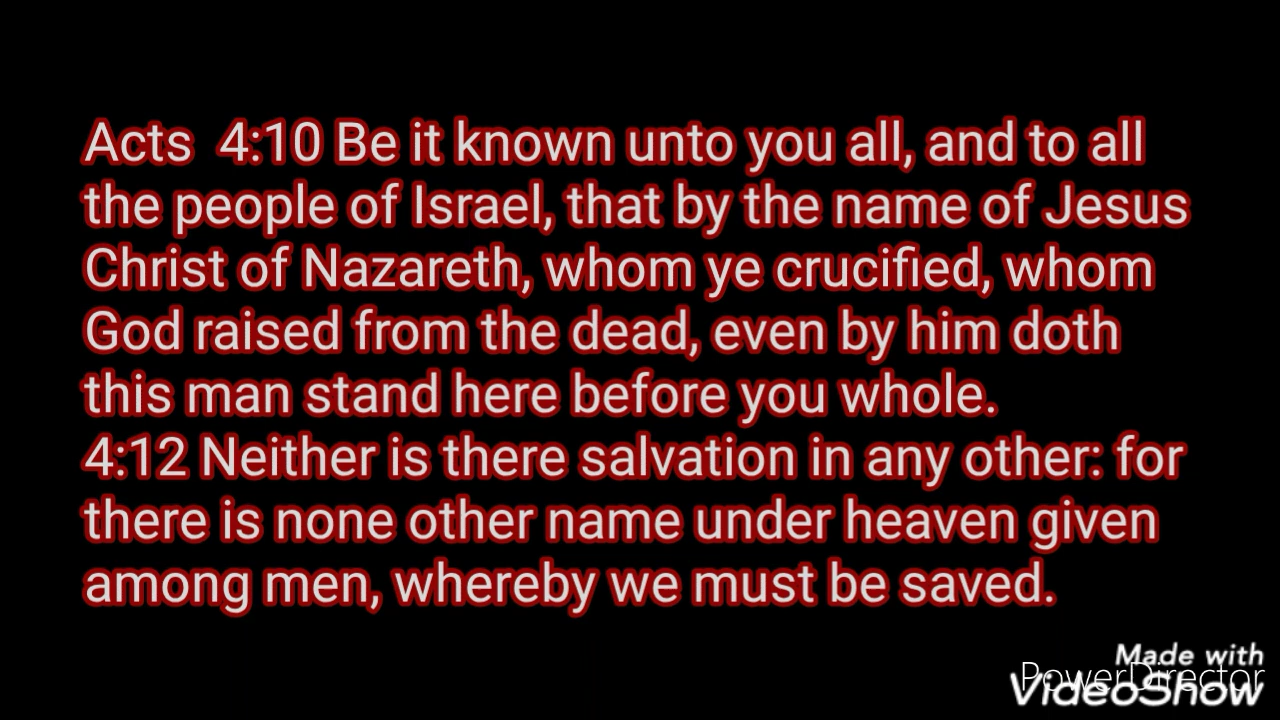 Acts  4:10 Be it known unto you all, and to all
the people of Israel, that by the name of Jesus
Christ of Nazareth, whom ye crucified, whom
God raised from the dead, even by him doth
this man stand here before you whole.
4:12 Neither is there salvation in any other: for
there is none other name under heaven given
among men, whereby we must be saved.
Made with
PowerDirector
VideoShow